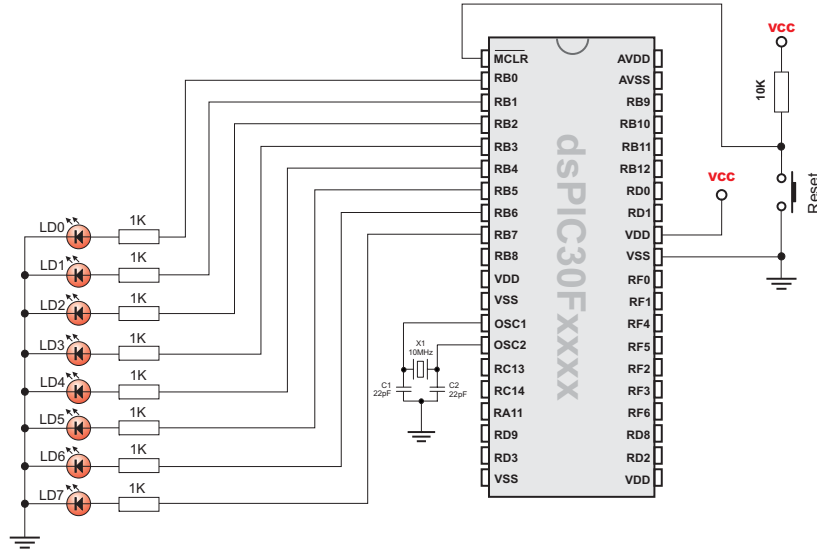 MCLR
RB0
RB1
RB2
RB3
RB4
RB5
RB6
RB7
RB8
VDD
VSS
OSC1
OSC2
RC13
RC14
RA11
RD9
RD3
VSS
dsPIC30Fxxxx
AVDD
AVSS
RB9
RB10
RB11
RB12
RD0
RD1
VDD
VSS
RF0
RF1
RF4
RF5
RF2
RF3
RF6
RD8
RD2
VDD
VCC
10K
Reset
VCC
LD0 1K
LD1 1K
LD2 1K
LD3 1K
LD4 1K
LD5 1K
LD6 1K
LD7 1K
X1
10MHz
C1
22pF
C2
22pF